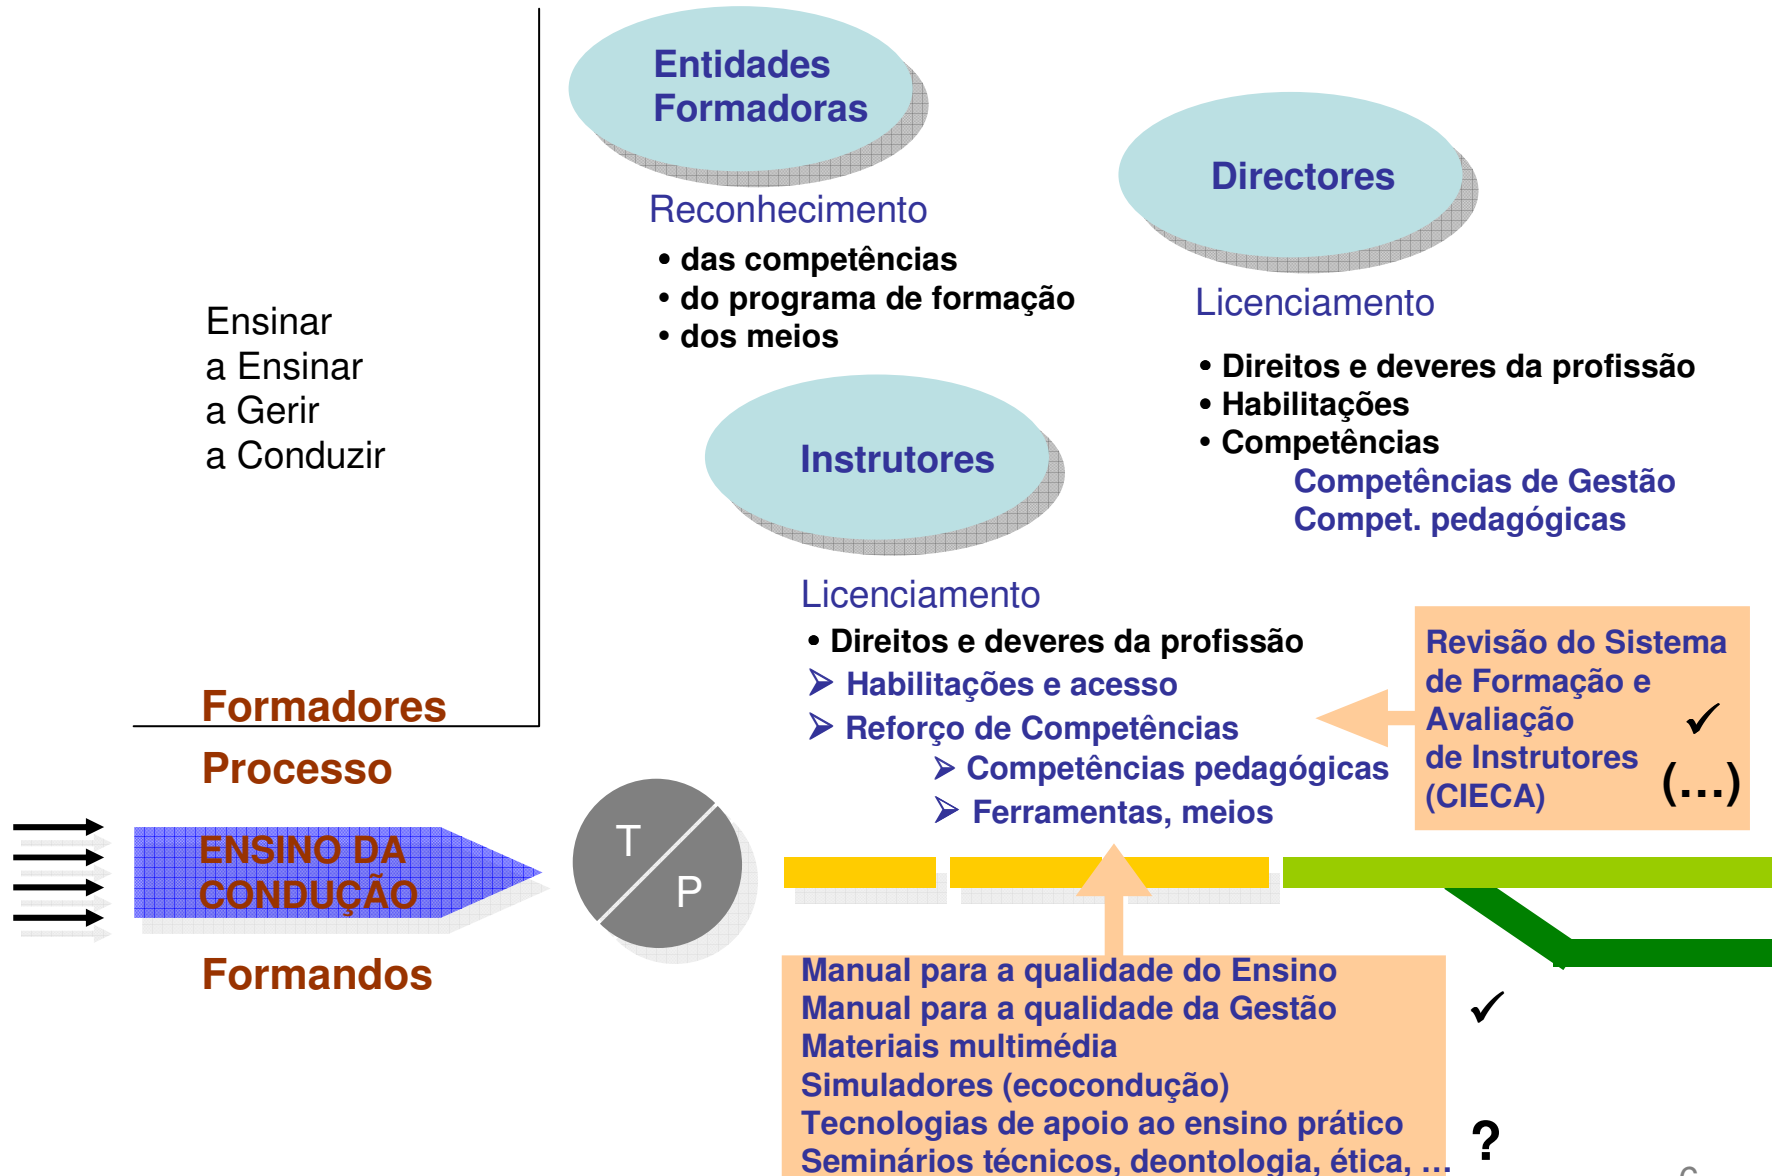 Entidades
Formadoras
Reconhecimento
• das competências
• do programa de formação
• dos meios
Directores
Licenciamento
• Direitos e deveres da profissão
• Habilitações
• Competências
Competências de Gestão
Compet. pedagógicas
Ensinar
a Ensinar
a Gerir
a Conduzir
Instrutores
Licenciamento
• Direitos e deveres da profissão
➢ Habilitações e acesso
➢ Reforço de Competências
➢ Competências pedagógicas
➢ Ferramentas, meios
Revisão do Sistema
de Formação e
Avaliação ✓
de Instrutores
(CIECA) (…)
Formadores
Processo
ENSINO DA
CONDUÇÃO
Formandos
T
P
Manual para a qualidade do Ensino
Manual para a qualidade da Gestão ✓
Materiais multimédia
Simuladores (ecocondução)
Tecnologias de apoio ao ensino prático ?
Seminários técnicos, deontologia, ética, …